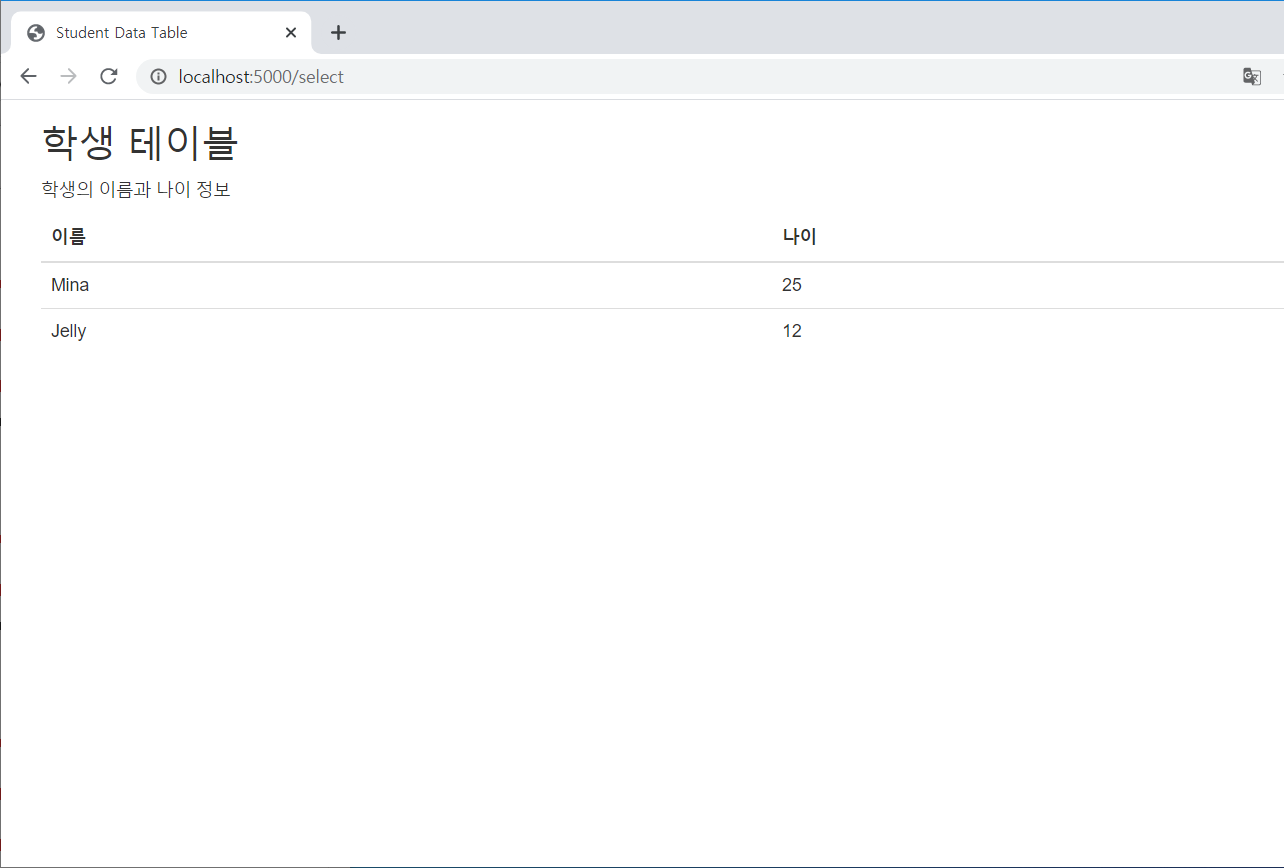 Student Data Table
localhost:5000/select
학생 테이블
학생의 이름과 나이 정보
이름 나이
Mina 25
Jelly 12